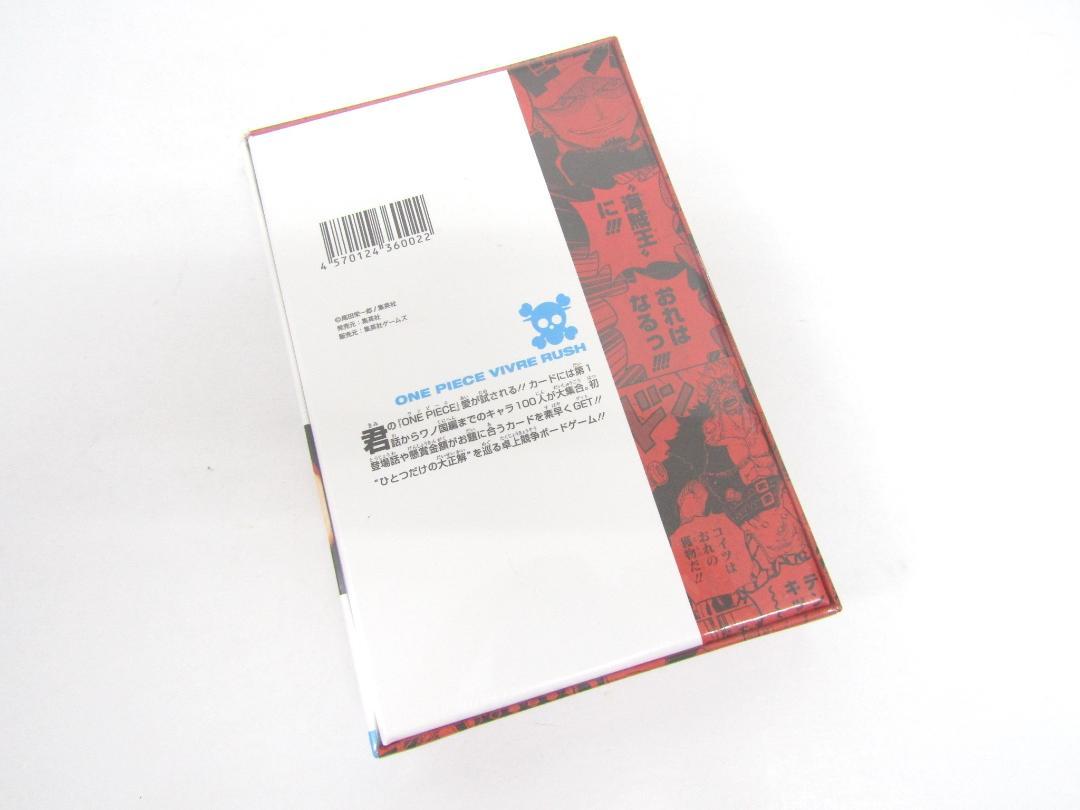 4 570124 360022
©尾田栄一郎/集英社
発売元:集英社
販売元:集英社ゲームズ
ONE PIECE VIVRE RUSH
君の『ONE PIECE』愛が試される!! カードには第1
話からワノ国編までのキャラ100人が大集合。初
登場話や懸賞金額がお題に合うカードを素早くGET!!
“ひとつだけの大正解”を巡る卓上競争ボードゲーム!!
“海賊王”
に!!!
おれは
なるっ!!!!
ドン
コイツは
おれの
獲物だ!!